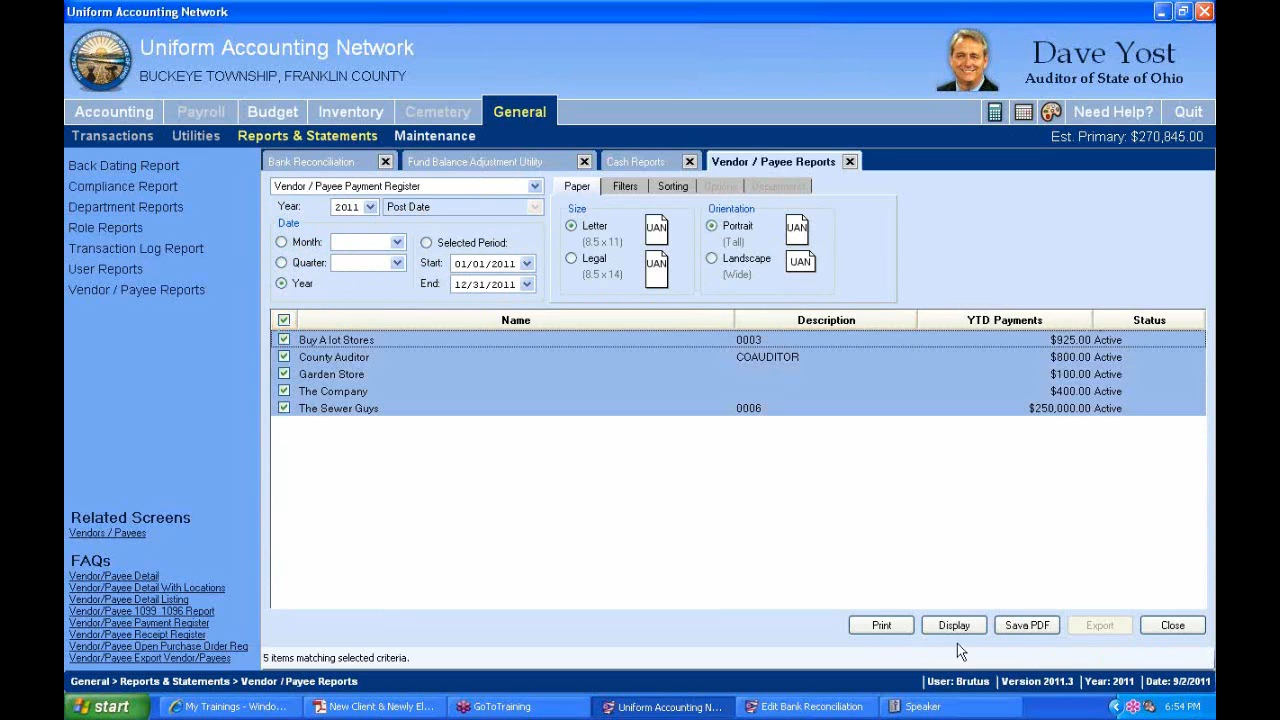 Uniform Accounting Network
Uniform Accounting Network
BUCKEYE TOWNSHIP, FRANKLIN COUNTY
Dave Yost
Auditor of State of Ohio
Accounting Payroll Budget Inventory Cemetery General Need Help? Quit
Transactions Utilities Reports & Statements Maintenance Est. Primary: $270,845.00
Back Dating Report
Compliance Report
Department Reports
Role Reports
Transaction Log Report
User Reports
Vendor / Payee Reports
Bank Reconciliation Fund Balance Adjustment Utility Cash Reports Vendor / Payee Reports
Vendor / Payee Payment Register
Year: 2011 Post Date
Date
Month: Selected Period:
Quarter: Start: 01/01/2011
Year End: 12/31/2011
Paper Filters Sorting Options Departments
Size Orientation
Letter UAN Portrait UAN
(8.5 x 11) (Tall)
Legal UAN Landscape UAN
(8.5 x 14) (Wide)
Name Description YTD Payments Status
Buy A lot Stores 0003 $925.00 Active
County Auditor COAUDITOR $800.00 Active
Garden Store $100.00 Active
The Company $400.00 Active
The Sewer Guys 0006 $250,000.00 Active
Related Screens
Vendors / Payees
FAQs
Vendor/Payee Detail
Vendor/Payee Detail With Locations
Vendor/Payee Detail Listing
Vendor/Payee 1099 1096 Report
Vendor/Payee Payment Register
Vendor/Payee Receipt Register
Vendor/Payee Open Purchase Order Req
Vendor/Payee Export Vendor/Payees
Print Display Save PDF Export Close
5 items matching selected criteria.
General > Reports & Statements > Vendor / Payee Reports User: Brutus Version 2011.3 Year: 2011 Date: 9/2/2011
start My Trainings - Windo... New Client & Newly El... GoToTraining Uniform Accounting N... Edit Bank Reconciliation Speaker 6:54 PM